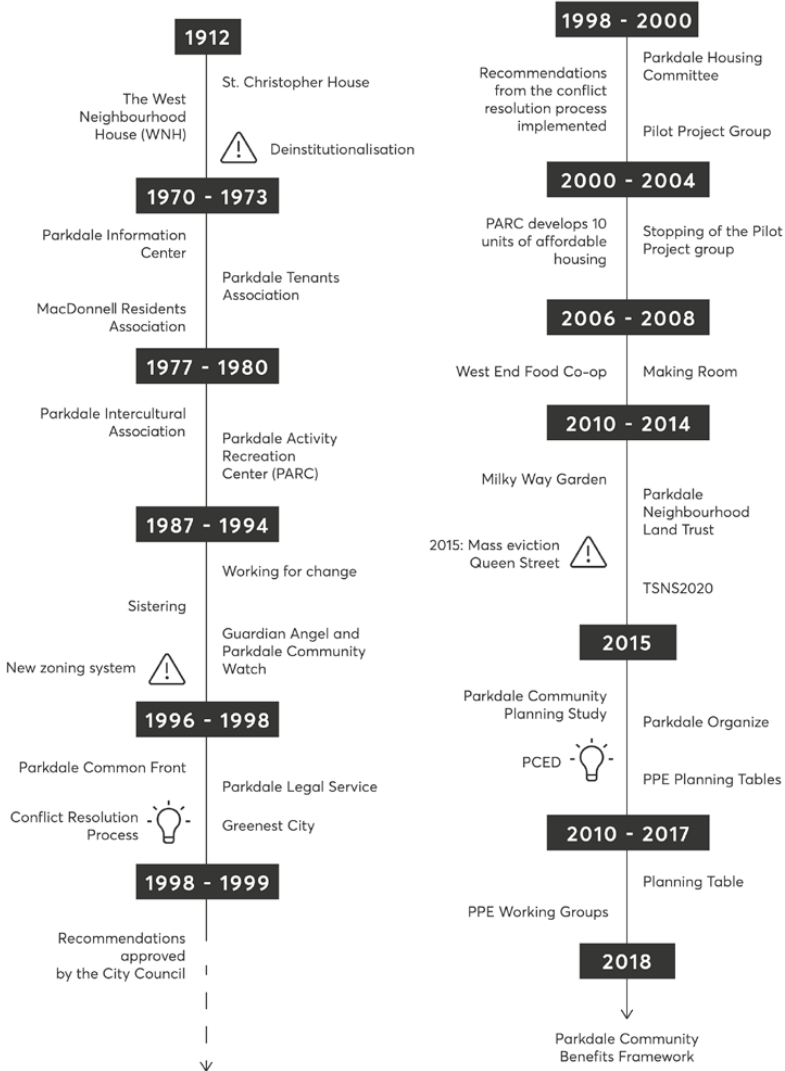 1912
St. Christopher House
The West
Neighbourhood
House (WNH)
Deinstitutionalisation
1970 - 1973
Parkdale Information
Center
Parkdale Tenants
Association
MacDonnell Residents
Association
1977 - 1980
Parkdale Intercultural
Association
Parkdale Activity
Recreation
Center (PARC)
1987 - 1994
Working for change
Sistering
Guardian Angel and
Parkdale Community
Watch
New zoning system
1996 - 1998
Parkdale Common Front
Parkdale Legal Service
Conflict Resolution
Process
Greenest City
1998 - 1999
Recommendations
approved
by the City Council
1998 - 2000
Parkdale Housing
Committee
Recommendations
from the conflict
resolution process
implemented
Pilot Project Group
2000 - 2004
PARC develops 10
units of affordable
housing
Stopping of the Pilot
Project group
2006 - 2008
West End Food Co-op
Making Room
2010 - 2014
Milky Way Garden
Parkdale
Neighbourhood
Land Trust
2015: Mass eviction
Queen Street
TSNS2020
2015
Parkdale Community
Planning Study
Parkdale Organize
PCED
PPE Planning Tables
2010 - 2017
Planning Table
PPE Working Groups
2018
Parkdale Community
Benefits Framework